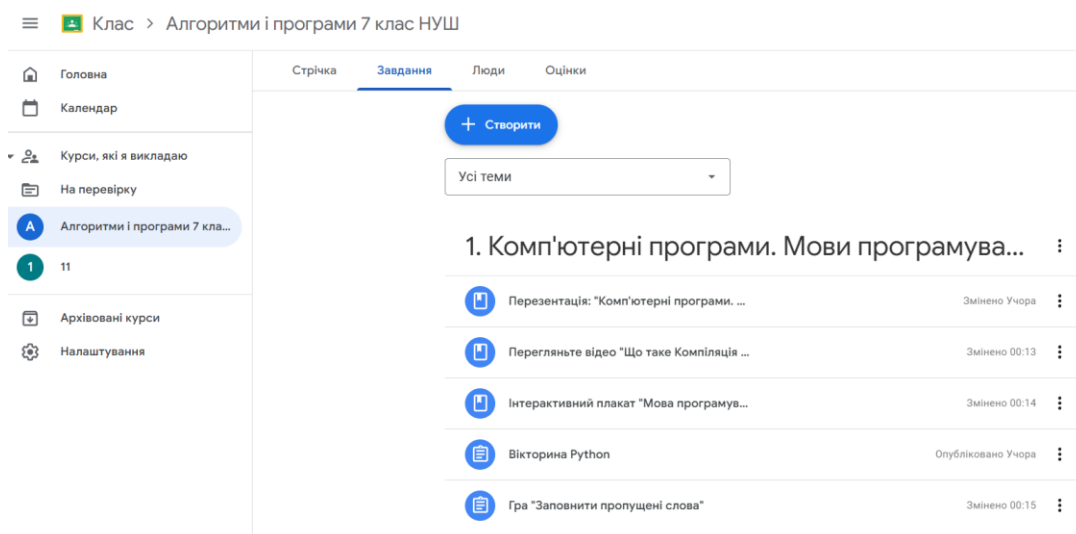 Клас > Алгоритми і програми 7 клас НУШ
Головна
Календар
Курси, які я викладаю
На перевірку
А Алгоритми і програми 7 кла...
1 11
Архівовані курси
Налаштування
Стрічка Завдання Люди Оцінки
+ Створити
Усі теми
1. Комп'ютерні програми. Мови програмува...
Перезентація: "Комп'ютерні програми. ... Змінено Учора
Перегляньте відео "Що таке Компіляція ... Змінено 00:13
Інтерактивний плакат "Мова програмув... Змінено 00:14
Вікторина Python Опубліковано Учора
Гра "Заповнити пропущені слова" Змінено 00:15